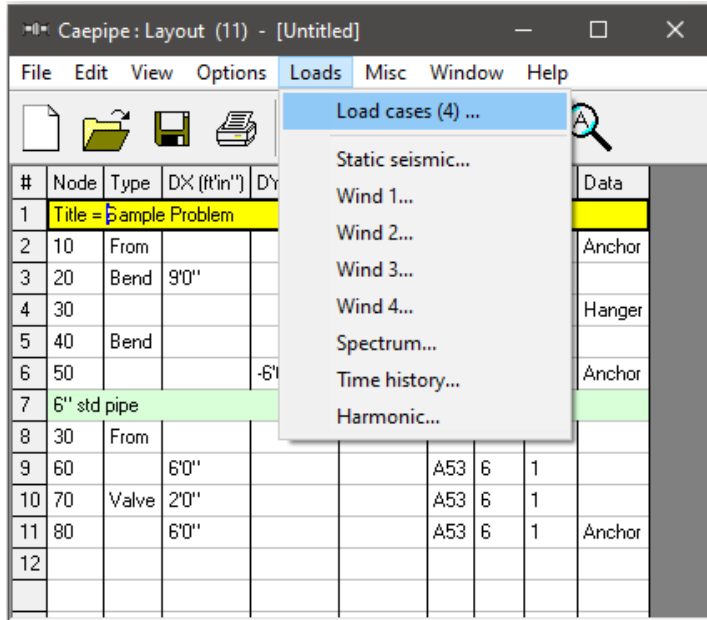 Caepipe : Layout (11) - [Untitled]
File Edit View Options Loads Misc Window Help
Load cases (4) ...
Static seismic...
Wind 1...
Wind 2...
Wind 3...
Wind 4...
Spectrum...
Time history...
Harmonic...
# Node Type DX (ft'in") Data
1 Title = Sample Problem
2 10 From Anchor
3 20 Bend 9'0"
4 30 Hanger
5 40 Bend
6 50 Anchor
7 6" std pipe
8 30 From
9 60 6'0" A53 6 1
10 70 Valve 2'0" A53 6 1
11 80 6'0" A53 6 1 Anchor
12